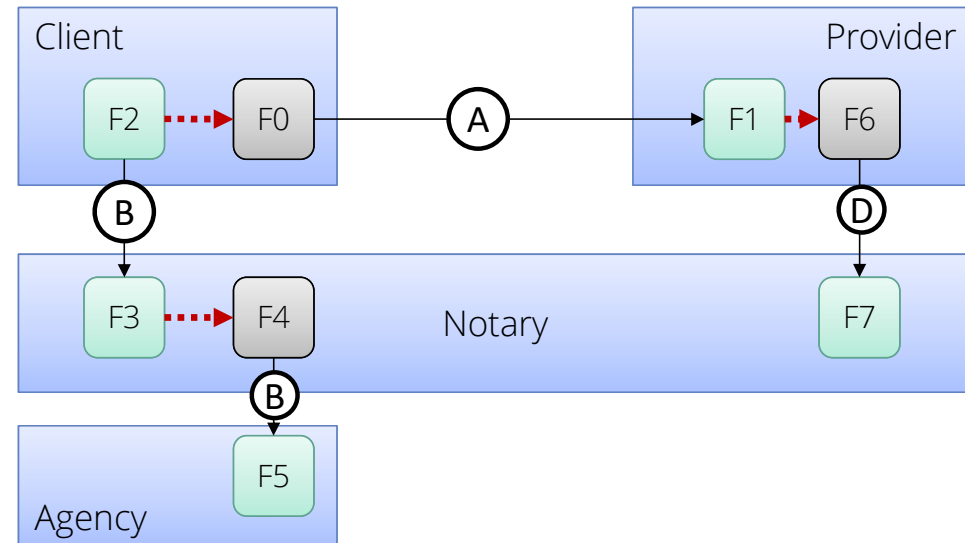 Client
Provider
F2
F0
A
F1
F6
B
D
F3
F4
Notary
F7
B
F5
Agency